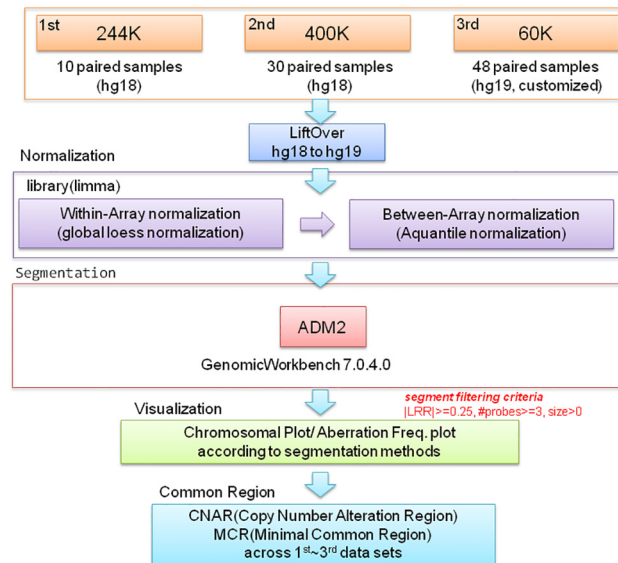 1st 244K
2nd 400K
3rd 60K
10 paired samples
(hg18)
30 paired samples
(hg18)
48 paired samples
(hg19, customized)
LiftOver
hg18 to hg19
Normalization
library(limma)
Within-Array normalization
(global loess normalization)
Between-Array normalization
(Aquantile normalization)
Segmentation
ADM2
GenomicWorkbench 7.0.4.0
segment filtering criteria
|LRR|>=0.25, #probes>=3, size>0
Visualization
Chromosomal Plot/ Aberration Freq. plot
according to segmentation methods
Common Region
CNAR(Copy Number Alteration Region)
MCR(Minimal Common Region)
across 1st~3rd data sets